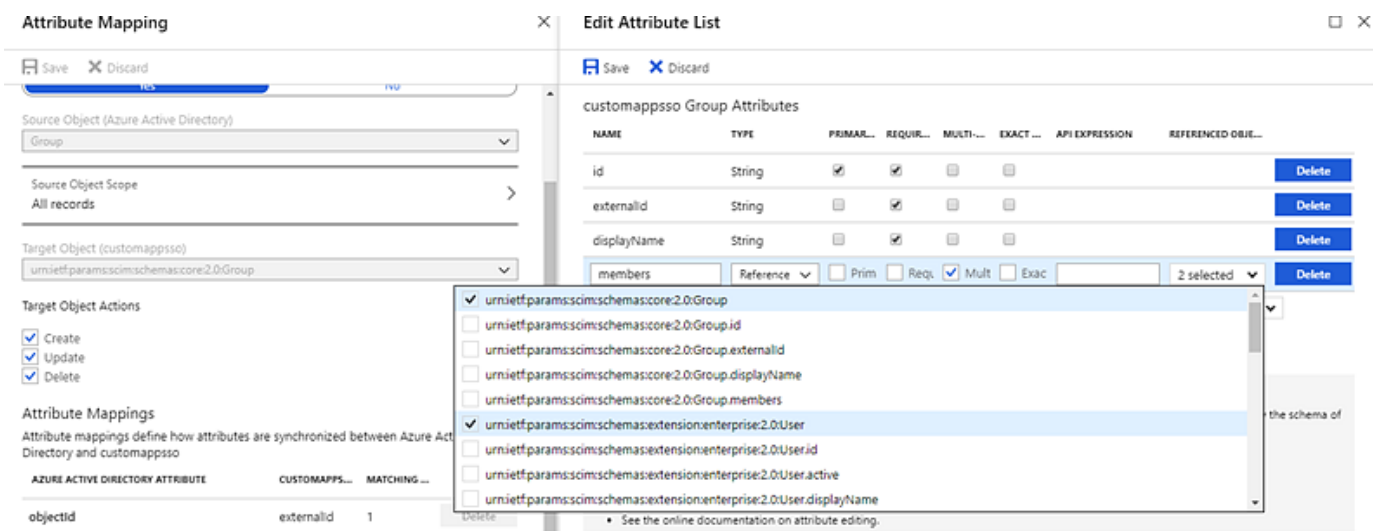 Attribute Mapping
Save Discard
Yes No
Source Object (Azure Active Directory)
Group
Source Object Scope
All records
Target Object (customappsso)
urn:ietf:params:scim:schemas:core:2.0:Group
Target Object Actions
Create
Update
Delete
Attribute Mappings
Attribute mappings define how attributes are synchronized between Azure Act
Directory and customappsso
AZURE ACTIVE DIRECTORY ATTRIBUTE CUSTOMAPPS... MATCHING ...
objectId externalId 1 Delete
Edit Attribute List
Save Discard
customappsso Group Attributes
NAME TYPE PRIMAR... REQUIR... MULTI-... EXACT ... API EXPRESSION REFERENCED OBJE...
id String Delete
externalId String Delete
displayName String Delete
members Reference Prim Requ Mult Exac 2 selected Delete
urn:ietf:params:scim:schemas:core:2.0:Group
urn:ietf:params:scim:schemas:core:2.0:Group.id
urn:ietf:params:scim:schemas:core:2.0:Group.externalId
urn:ietf:params:scim:schemas:core:2.0:Group.displayName
urn:ietf:params:scim:schemas:core:2.0:Group.members
urn:ietf:params:scim:schemas:extension:enterprise:2.0:User
urn:ietf:params:scim:schemas:extension:enterprise:2.0:User.id
urn:ietf:params:scim:schemas:extension:enterprise:2.0:User.active
urn:ietf:params:scim:schemas:extension:enterprise:2.0:User.displayName
the schema of
• See the online documentation on attribute editing.